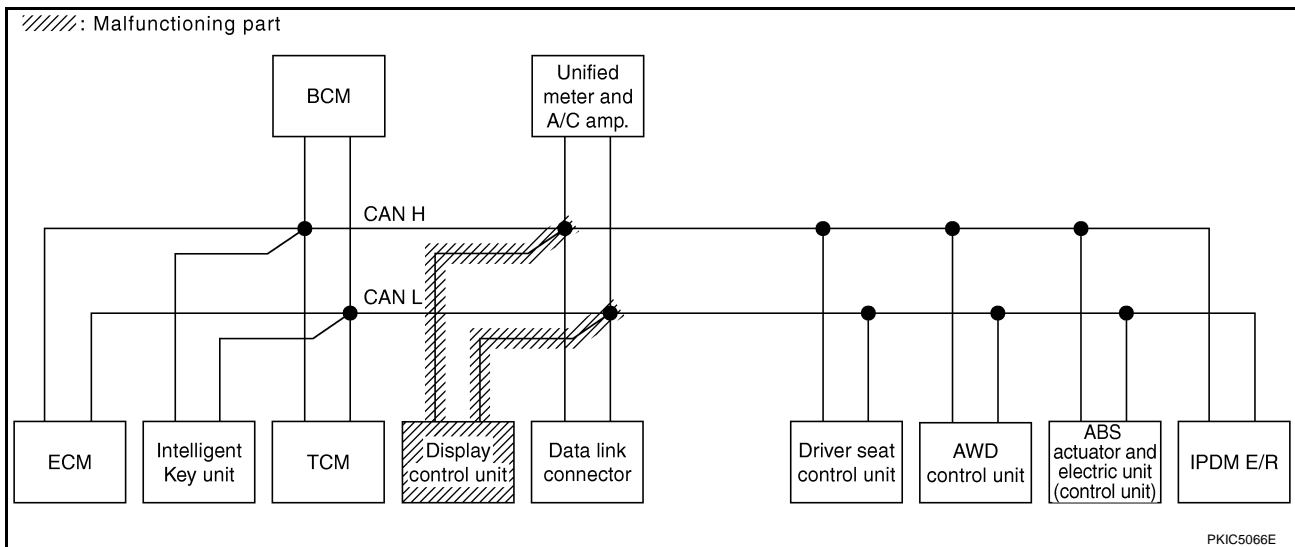 : Malfunctioning part
BCM
Unified
meter and
A/C amp.
CAN H
CAN L
ECM
Intelligent
Key unit
TCM
Display
control unit
Data link
connector
Driver seat
control unit
AWD
control unit
ABS
actuator and
electric unit
(control unit)
IPDM E/R
PKIC5066E